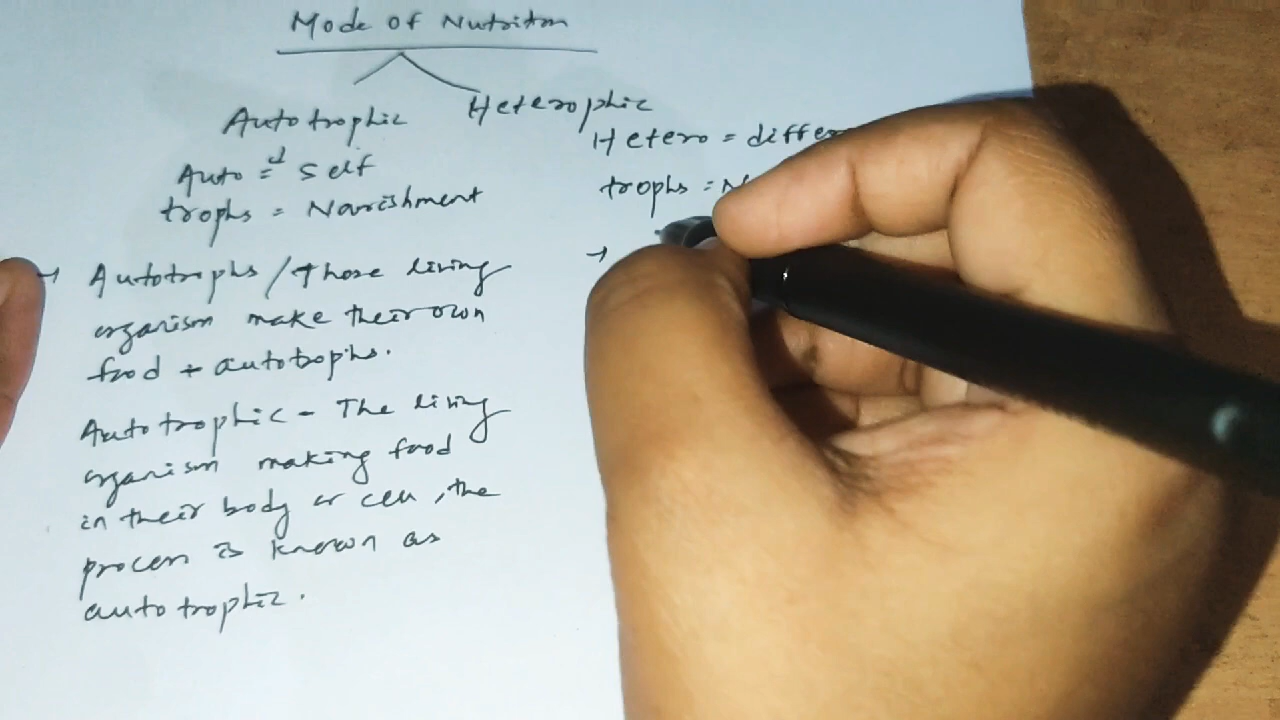 Mode Of Nutrition
Autotrophic
Heterophic
Auto = Self
trophs = Narishment
Hetero = differ
trophs = N
→ Autotrophs / Those living
organism make their own
food → autotrophs.
Autotrophic - The living
organism making food
in their body or cell, the
process is known as
autotrophic.
→